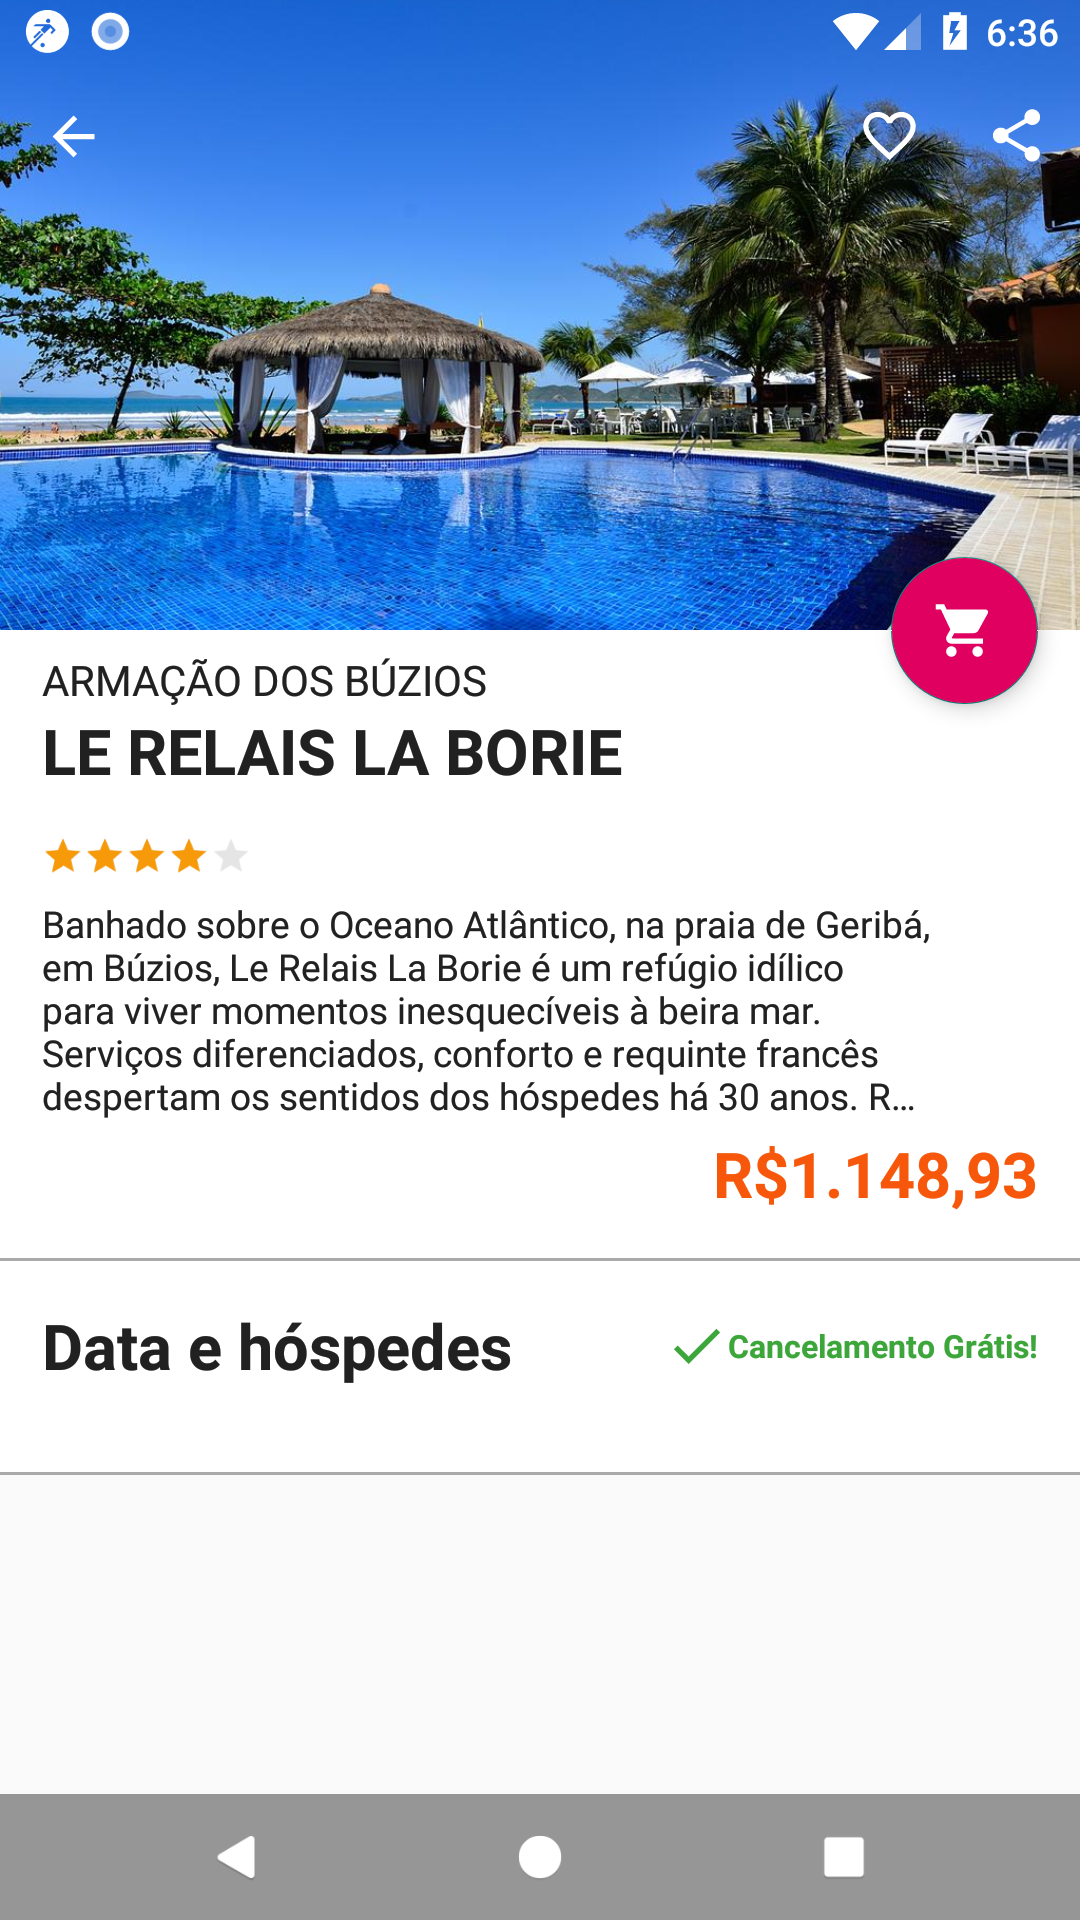 6:36
ARMAÇÃO DOS BÚZIOS
LE RELAIS LA BORIE
Banhado sobre o Oceano Atlântico, na praia de Geribá,
em Búzios, Le Relais La Borie é um refúgio idílico
para viver momentos inesquecíveis à beira mar.
Serviços diferenciados, conforto e requinte francês
despertam os sentidos dos hóspedes há 30 anos. R…
R$1.148,93
Data e hóspedes
Cancelamento Grátis!